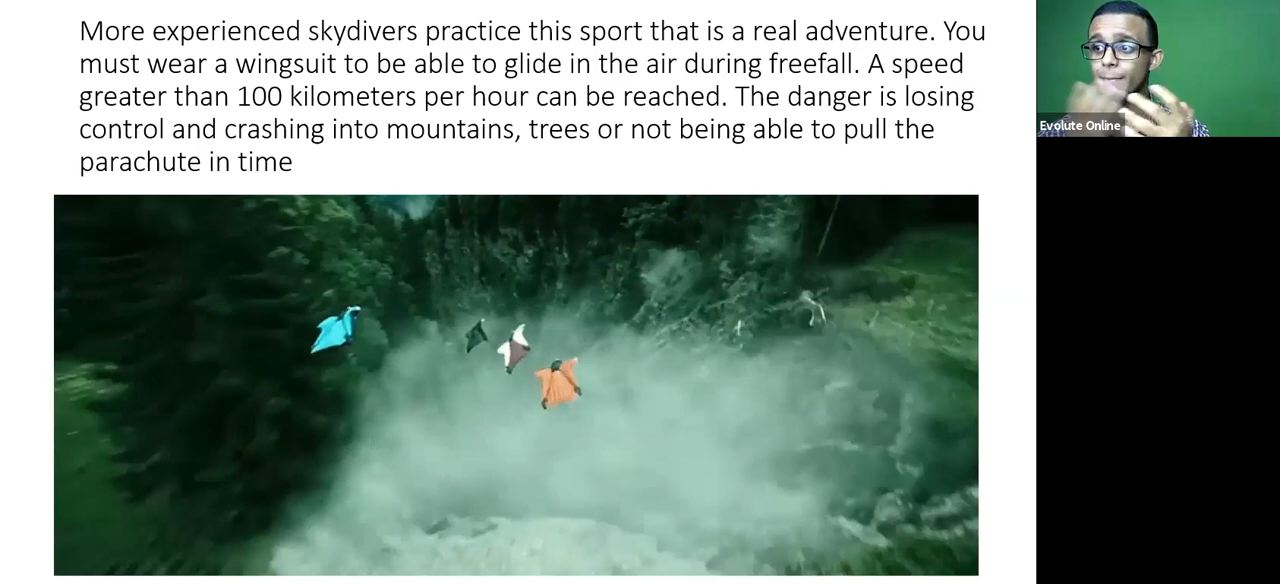 More experienced skydivers practice this sport that is a real adventure. You
must wear a wingsuit to be able to glide in the air during freefall. A speed
greater than 100 kilometers per hour can be reached. The danger is losing
control and crashing into mountains, trees or not being able to pull the
parachute in time
Evolute Online